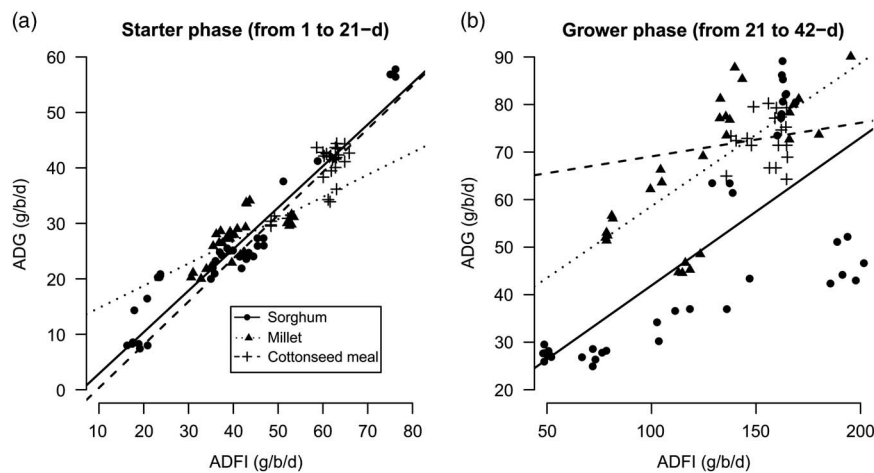 (a) Starter phase (from 1 to 21−d)
ADG (g/b/d)
60
50
40
30
20
10
0
Sorghum
Millet
Cottonseed meal
10 20 30 40 50 60 70 80
ADFI (g/b/d)
(b) Grower phase (from 21 to 42−d)
ADG (g/b/d)
90
80
70
60
50
40
30
20
50 100 150 200
ADFI (g/b/d)